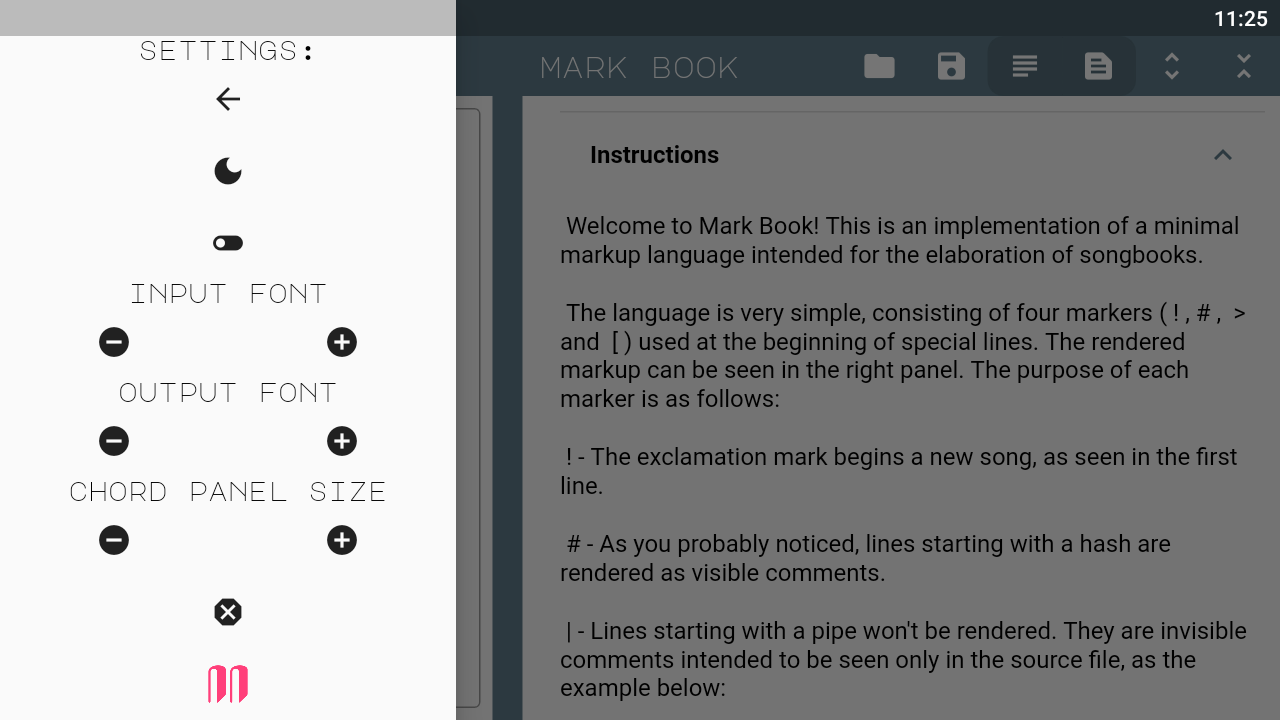 11:25
SETTINGS:
INPUT FONT
OUTPUT FONT
CHORD PANEL SIZE
MARK BOOK
Instructions
Welcome to Mark Book! This is an implementation of a minimal
markup language intended for the elaboration of songbooks.
The language is very simple, consisting of four markers ( ! , # , >
and [ ) used at the beginning of special lines. The rendered
markup can be seen in the right panel. The purpose of each
marker is as follows:
! - The exclamation mark begins a new song, as seen in the first
line.
# - As you probably noticed, lines starting with a hash are
rendered as visible comments.
| - Lines starting with a pipe won't be rendered. They are invisible
comments intended to be seen only in the source file, as the
example below: